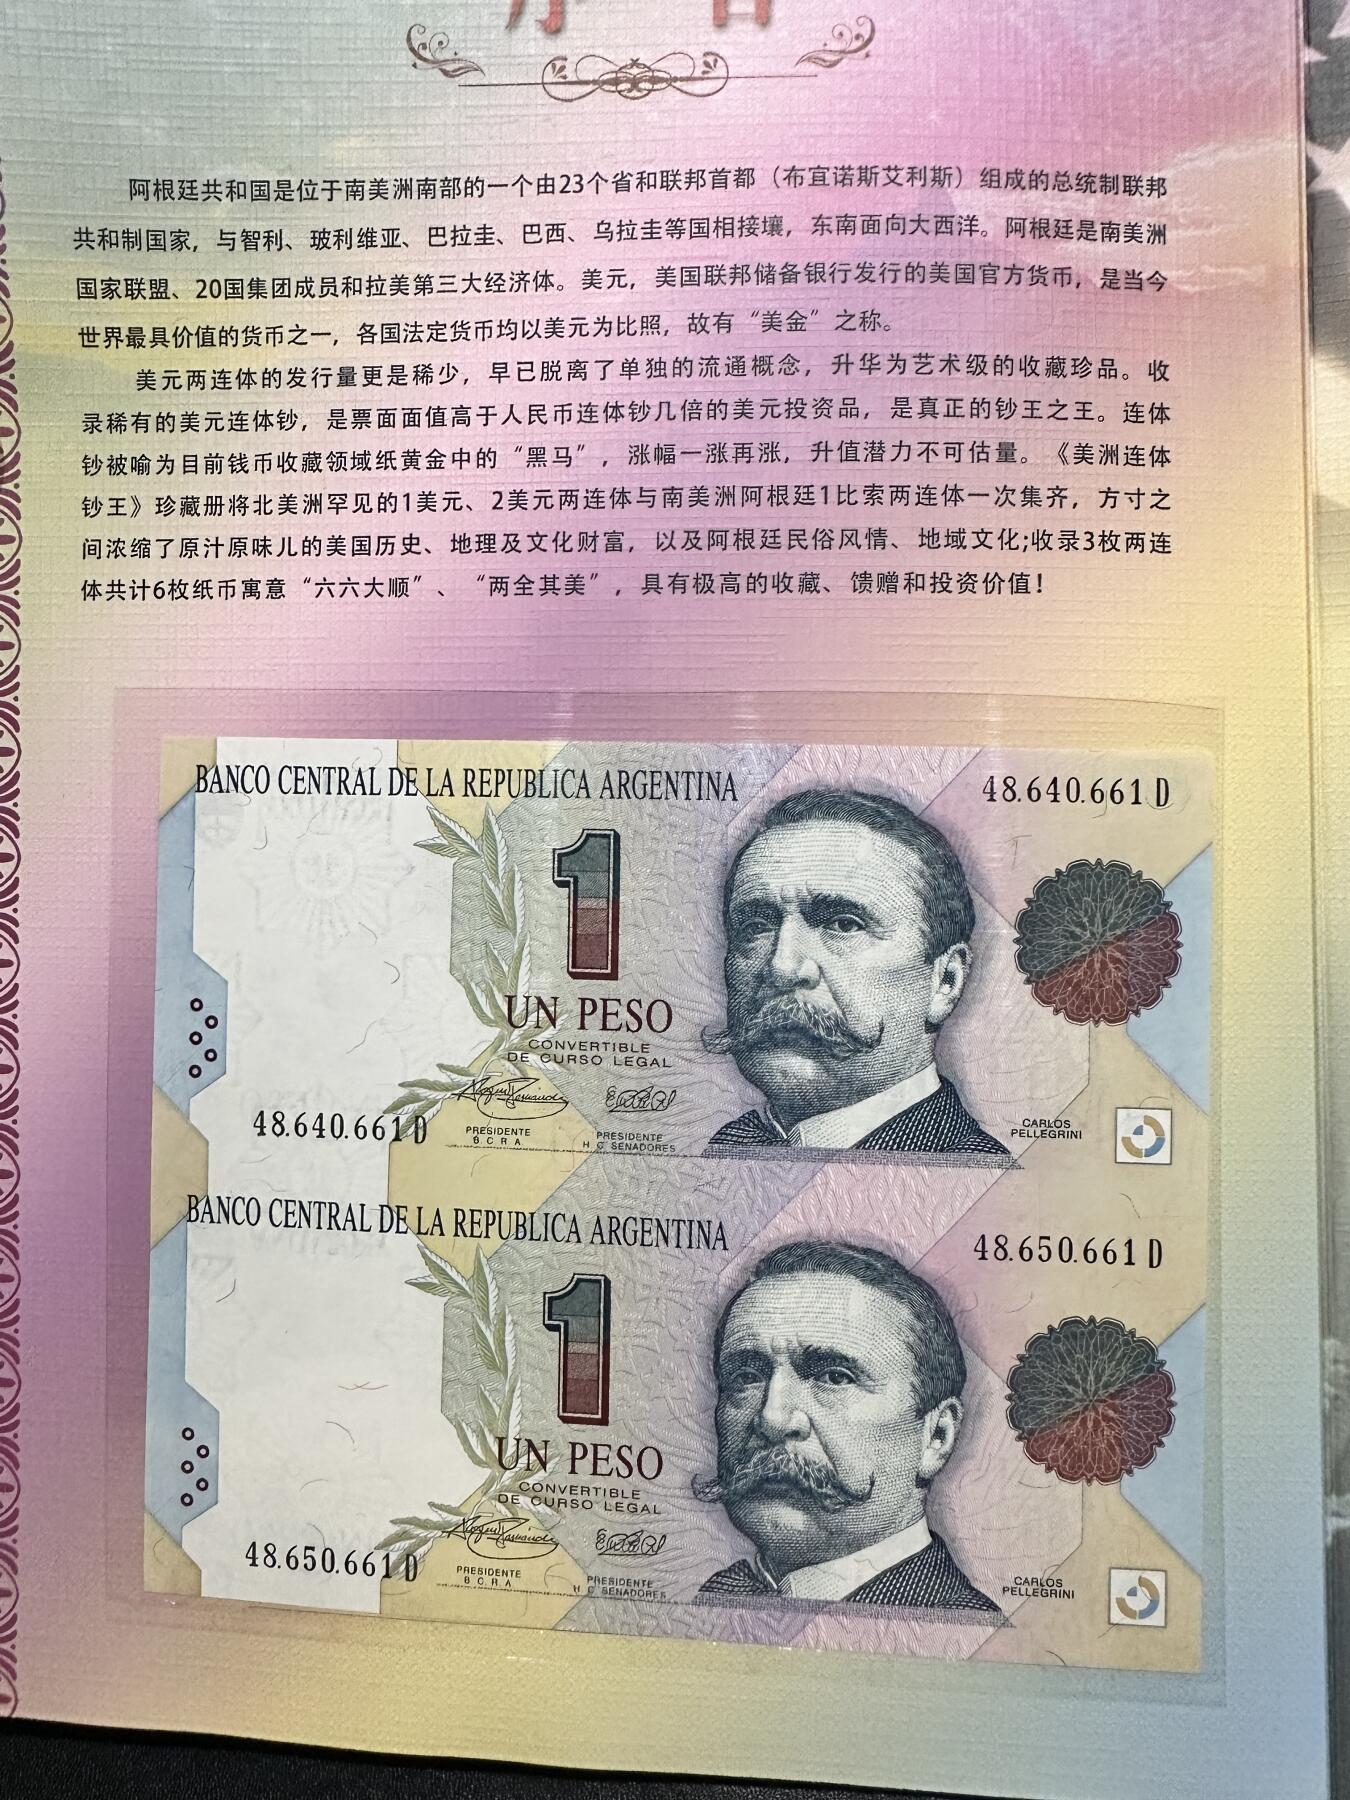 阿根廷共和国是位于南美洲南部的一个由23个省和联邦首都（布宜诺斯艾利斯）组成的总统制联邦
共和制国家，与智利、玻利维亚、巴拉圭、巴西、乌拉圭等国相接壤，东南面向大西洋。阿根廷是南美洲
国家联盟、20国集团成员和拉美第三大经济体。美元，美国联邦储备银行发行的美国官方货币，是当今
世界最具价值的货币之一，各国法定货币均以美元为比照，故有“美金”之称。
美元两连体的发行量更是稀少，早已脱离了单独的流通概念，升华为艺术级的收藏珍品。收
录稀有的美元连体钞，是票面面值高于人民币连体钞几倍的美元投资品，是真正的钞王之王。连体
钞被喻为目前钱币收藏领域纸黄金中的“黑马”，涨幅一涨再涨，升值潜力不可估量。《美洲连体
钞王》珍藏册将北美洲罕见的1美元、2美元两连体与南美洲阿根廷1比索两连体一次集齐，方寸之
间浓缩了原汁原味儿的美国历史、地理及文化财富，以及阿根廷民俗风情、地域文化;收录3枚两连
体共计6枚纸币寓意“六六大顺”、“两全其美”，具有极高的收藏、馈赠和投资价值！
BANCO CENTRAL DE LA REPUBLICA ARGENTINA
48.640.661 D
1
UN PESO
CONVERTIBLE
DE CURSO LEGAL
48.640.661 D
PRESIDENTE
B.C.R.A.
PRESIDENTE
H C SENADORES
CARLOS
PELLEGRINI
BANCO CENTRAL DE LA REPUBLICA ARGENTINA
48.650.661 D
1
UN PESO
CONVERTIBLE
DE CURSO LEGAL
48.650.661 D
PRESIDENTE
B.C.R.A.
PRESIDENTE
H C SENADORES
CARLOS
PELLEGRINI